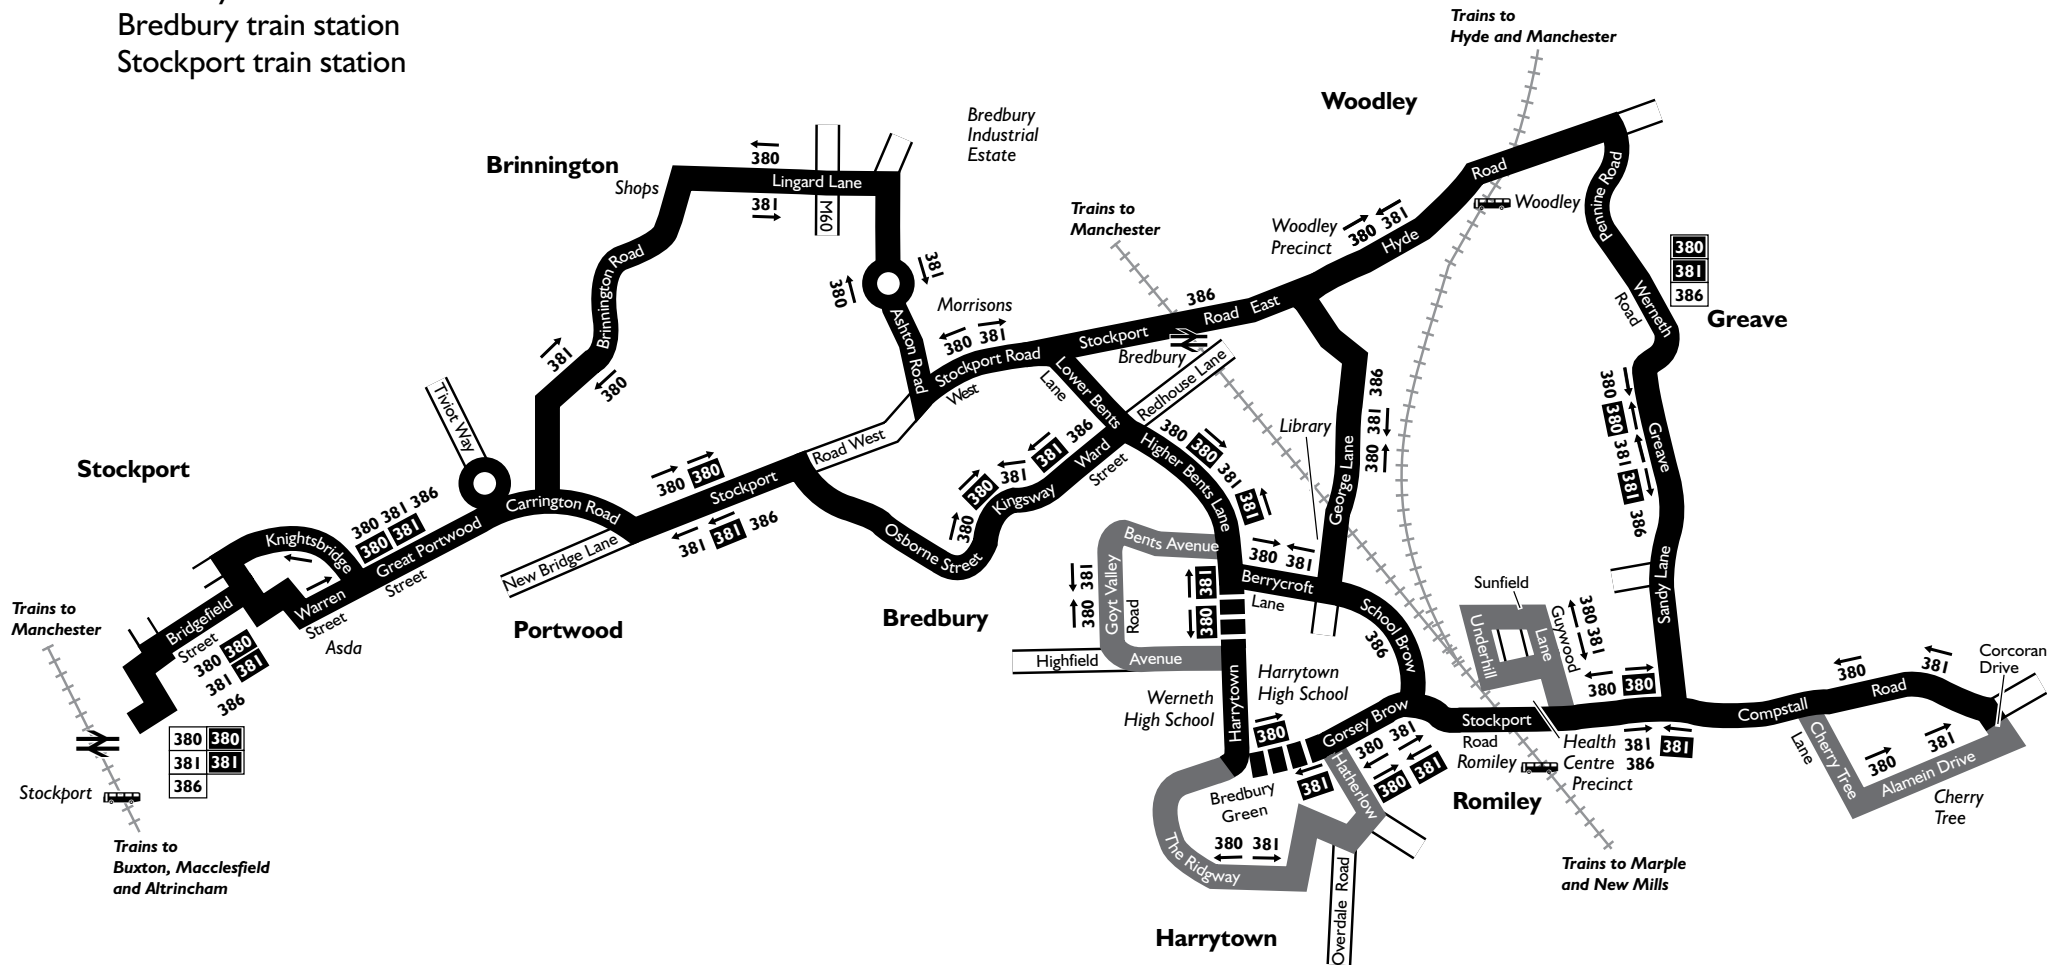 Bredbury train station
Stockport train station
Trains to
Hyde and Manchester
Woodley
Bredbury
Industrial
Estate
Brinnington
Shops
380
Lingard Lane
381
M60
Trains to
Manchester
Woodley
Precinct
380 381
Hyde
Road
Woodley
Pennine Road
380
381
386
Greave
Werneth
Road
Brinnington Road
381
380
380
381
Morrisons
Ashton Road
380 381
Stockport Road
West
Stockport
386
Road East
Bredbury
Redhouse Lane
Lower Bents
Lane
Library
386
380 381
George Lane
380
380
381
381
386
Greave
Sandy Lane
Tiviot Way
Stockport
Road West
380 380
Stockport
381 381 386
Carrington Road
New Bridge Lane
Portwood
380 381 386
380 381
Great Portwood
Street
Knightsbridge
Warren
Street
Asda
Bridgefield
Street
380 380
381 381
386
Trains to
Manchester
380 380
381 381
386
Stockport
Trains to
Buxton, Macclesfield
and Altrincham
Osborne Street
380 380 381 381 386
Kingsway
Ward
Street
Higher Bents Lane
380 380 381 381
Bredbury
Bents Avenue
Goyt Valley
Road
380 381
Highfield
Avenue
381
380
380 381
Berrycroft
Lane
School Brow
386
Harrytown
Werneth
High School
Harrytown
High School
380
381
Gorsey Brow
380 381
380 381
Bredbury
Green
Hatherlow
The Ridgway
380 381
Overdale Road
Harrytown
Stockport
Road
Romiley
Romiley
Health
Centre
Precinct
Sunfield
Underhill
Guywood
Lane
380 381
380 380
381 381
386
Trains to Marple
and New Mills
Compstall
Road
380
381
Corcoran
Drive
Cherry Tree
Lane
Alamein Drive
380
381
Cherry
Tree